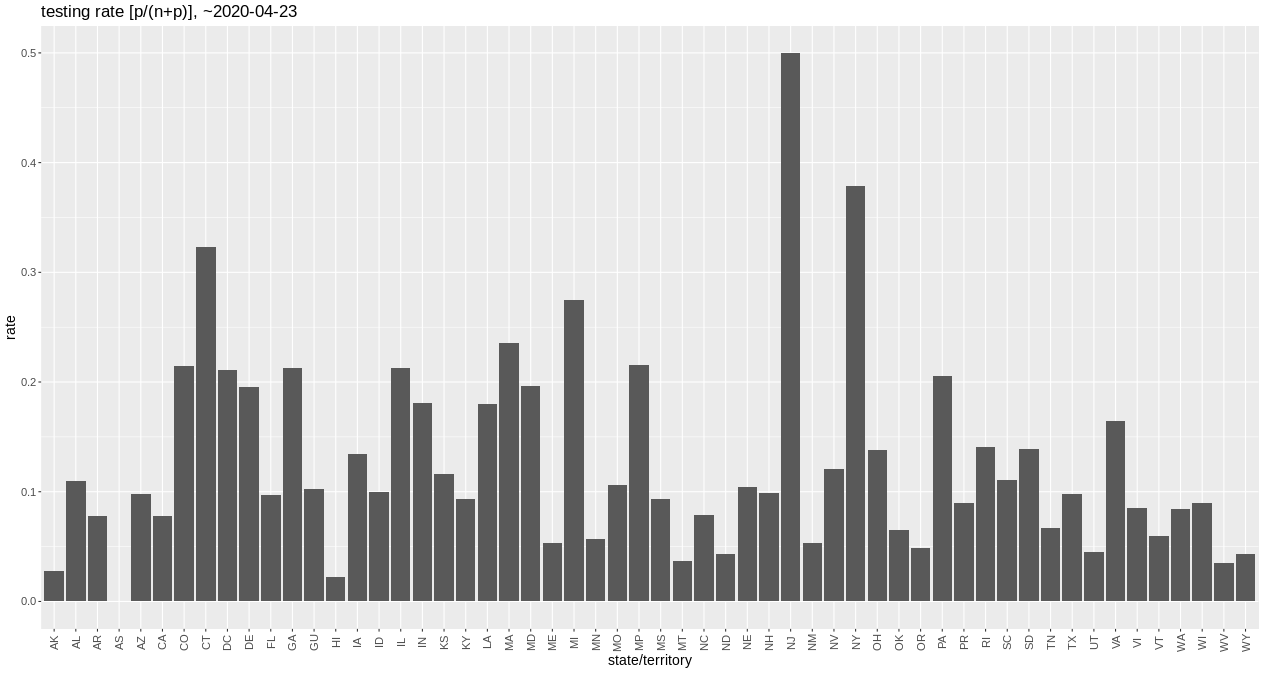 testing rate [p/(n+p)], ~2020-04-23
rate
0.5
0.4
0.3
0.2
0.1
0.0
AK AL AR AS AZ CA CO CT DC DE FL GA GU HI IA ID IL IN KS KY LA MA MD ME MI MN MO MP MS MT NC ND NE NH NJ NM NV NY OH OK OR PA PR RI SC SD TN TX UT VA VI VT WA WI WV WY
state/territory